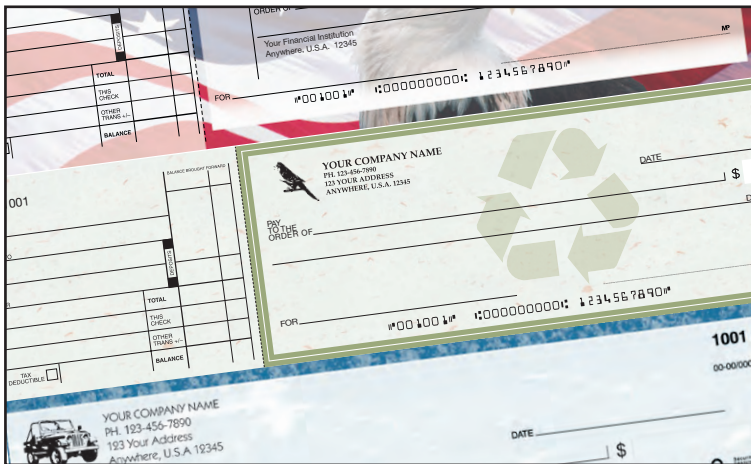 ORDER OF
DEPOSITS
Your Financial Institution
Anywhere, U.S.A. 12345
MP
TOTAL
THIS
CHECK
OTHER
TRANS +/–
BALANCE
FOR
⑈001001⑈ ⑆000000000⑆ 1234567890⑈
001
BALANCE BROUGHT FORWARD
DEPOSITS
TOTAL
THIS
CHECK
OTHER
TRANS +/–
BALANCE
TAX
DEDUCTIBLE
YOUR COMPANY NAME
PH. 123-456-7890
123 YOUR ADDRESS
ANYWHERE, U.S.A. 12345
DATE
$
PAY
TO THE
ORDER OF
FOR
⑈001001⑈ ⑆000000000⑆ 1234567890⑈
1001
00-00/000
YOUR COMPANY NAME
PH. 123-456-7890
123 Your Address
Anywhere, U.S.A 12345
DATE
$